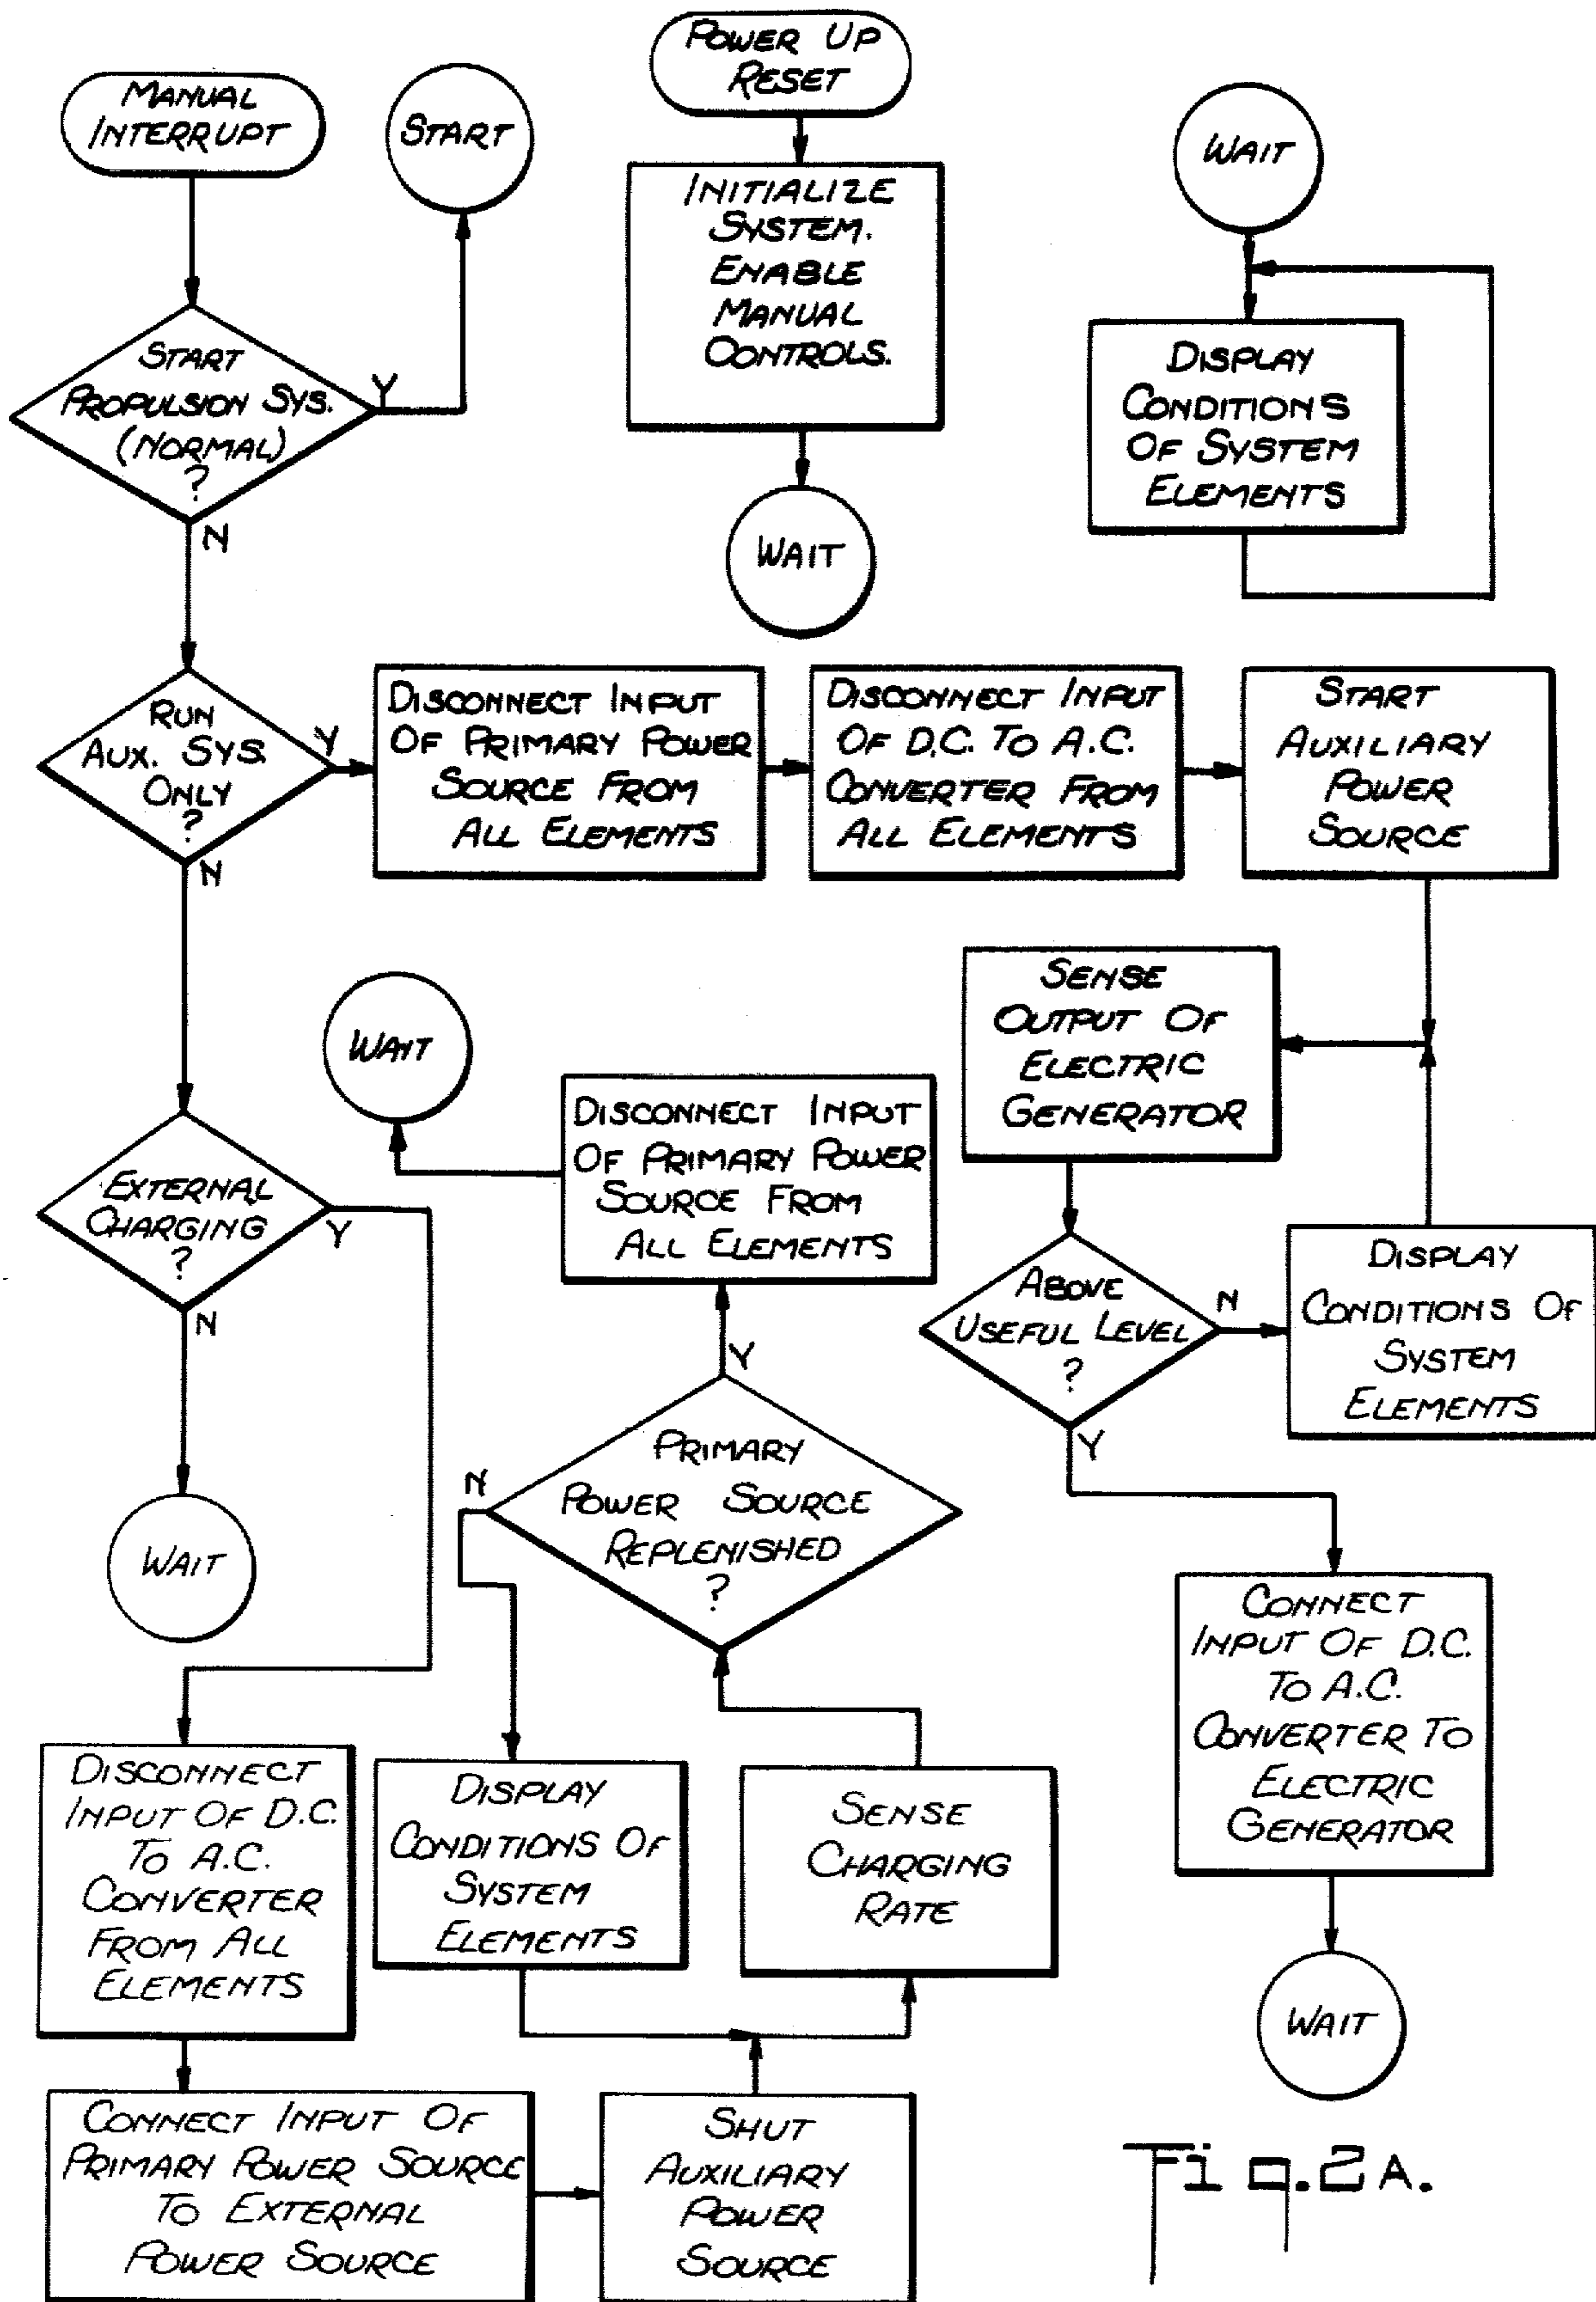 MANUAL
INTERRUPT
START
POWER UP
RESET
WAIT
INITIALIZE
SYSTEM.
ENABLE
MANUAL
CONTROLS.
START
PROPULSION SYS.
(NORMAL)
?
Y
N
WAIT
DISPLAY
CONDITIONS
OF SYSTEM
ELEMENTS
RUN
AUX. SYS.
ONLY
?
Y
N
DISCONNECT INPUT
OF PRIMARY POWER
SOURCE FROM
ALL ELEMENTS
DISCONNECT INPUT
OF D.C. TO A.C.
CONVERTER FROM
ALL ELEMENTS
START
AUXILIARY
POWER
SOURCE
SENSE
OUTPUT OF
ELECTRIC
GENERATOR
WAIT
DISCONNECT INPUT
OF PRIMARY POWER
SOURCE FROM
ALL ELEMENTS
EXTERNAL
CHARGING
?
Y
N
ABOVE
USEFUL LEVEL
?
N
Y
DISPLAY
CONDITIONS OF
SYSTEM
ELEMENTS
Y
PRIMARY
POWER SOURCE
REPLENISHED
?
N
WAIT
CONNECT
INPUT OF D.C.
TO A.C.
CONVERTER TO
ELECTRIC
GENERATOR
DISCONNECT
INPUT OF D.C.
TO A.C.
CONVERTER
FROM ALL
ELEMENTS
DISPLAY
CONDITIONS OF
SYSTEM
ELEMENTS
SENSE
CHARGING
RATE
WAIT
CONNECT INPUT OF
PRIMARY POWER SOURCE
TO EXTERNAL
POWER SOURCE
SHUT
AUXILIARY
POWER
SOURCE
Fig.2A.